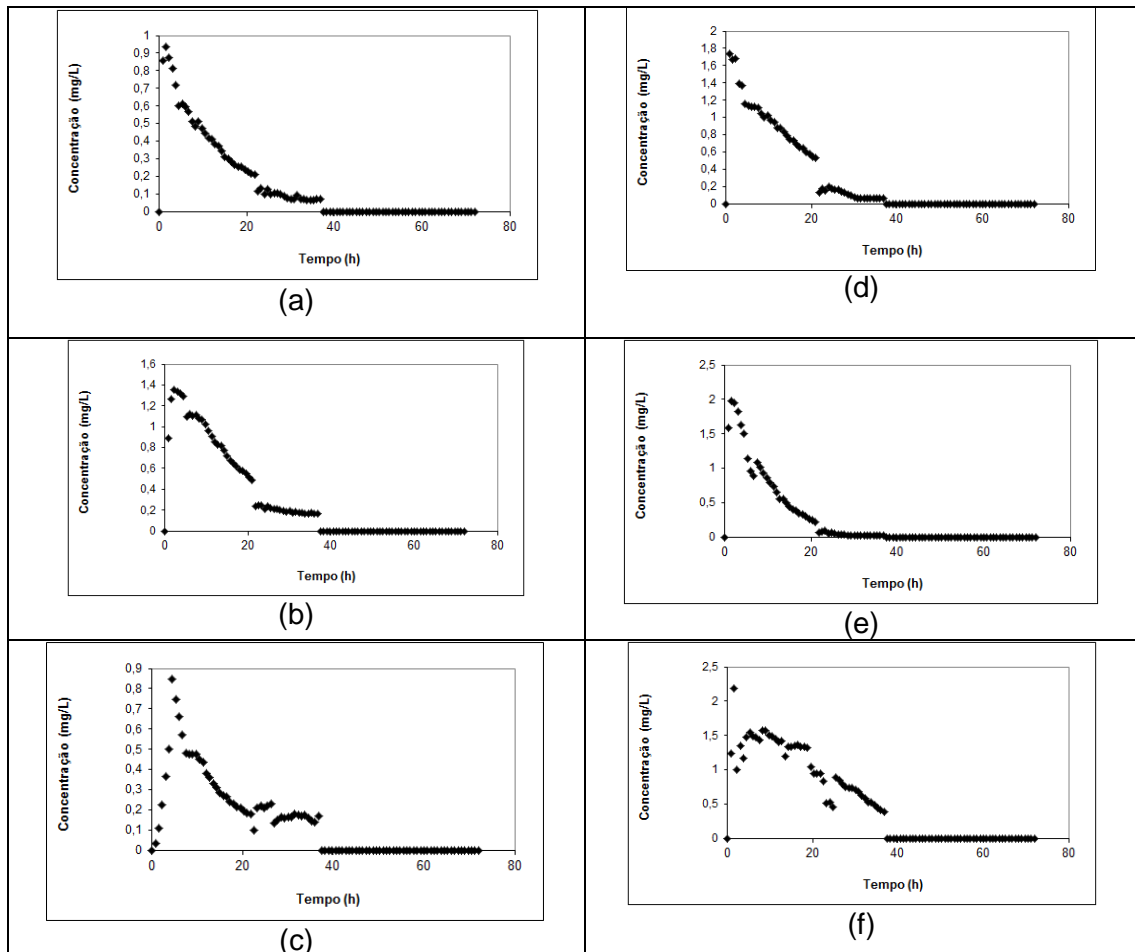 Concentração (mg/L)
1
0,9
0,8
0,7
0,6
0,5
0,4
0,3
0,2
0,1
0
0 20 40 60 80
Tempo (h)
(a)
Concentração (mg/L)
2
1,8
1,6
1,4
1,2
1
0,8
0,6
0,4
0,2
0
0 20 40 60 80
Tempo (h)
(d)
Concentração (mg/L)
1,6
1,4
1,2
1
0,8
0,6
0,4
0,2
0
0 20 40 60 80
Tempo (h)
(b)
Concentração (mg/L)
2,5
2
1,5
1
0,5
0
0 20 40 60 80
Tempo (h)
(e)
Concentração (mg/L)
0,9
0,8
0,7
0,6
0,5
0,4
0,3
0,2
0,1
0
0 20 40 60 80
Tempo (h)
(c)
Concentração (mg/L)
2,5
2
1,5
1
0,5
0
0 20 40 60 80
Tempo (h)
(f)